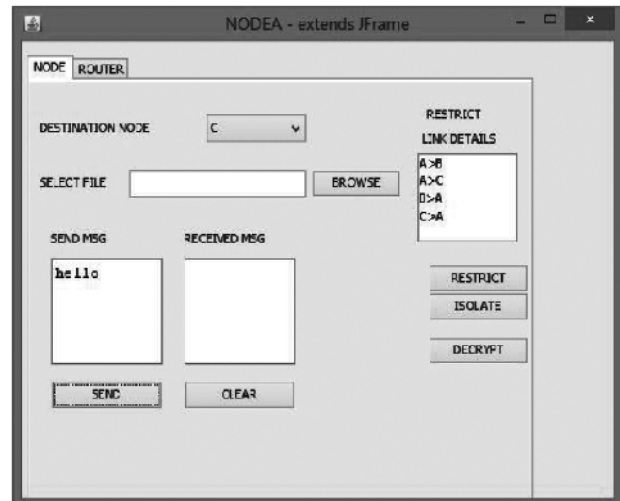 NODEA - extends JFrame
NODE ROUTER
DESTINATION NODE C
RESTRICT
LINK DETAILS
A>B
A>C
B>A
C>A
SELECT FILE BROWSE
SEND MSG RECEIVED MSG
hello
RESTRICT
ISOLATE
DECRYPT
SEND CLEAR